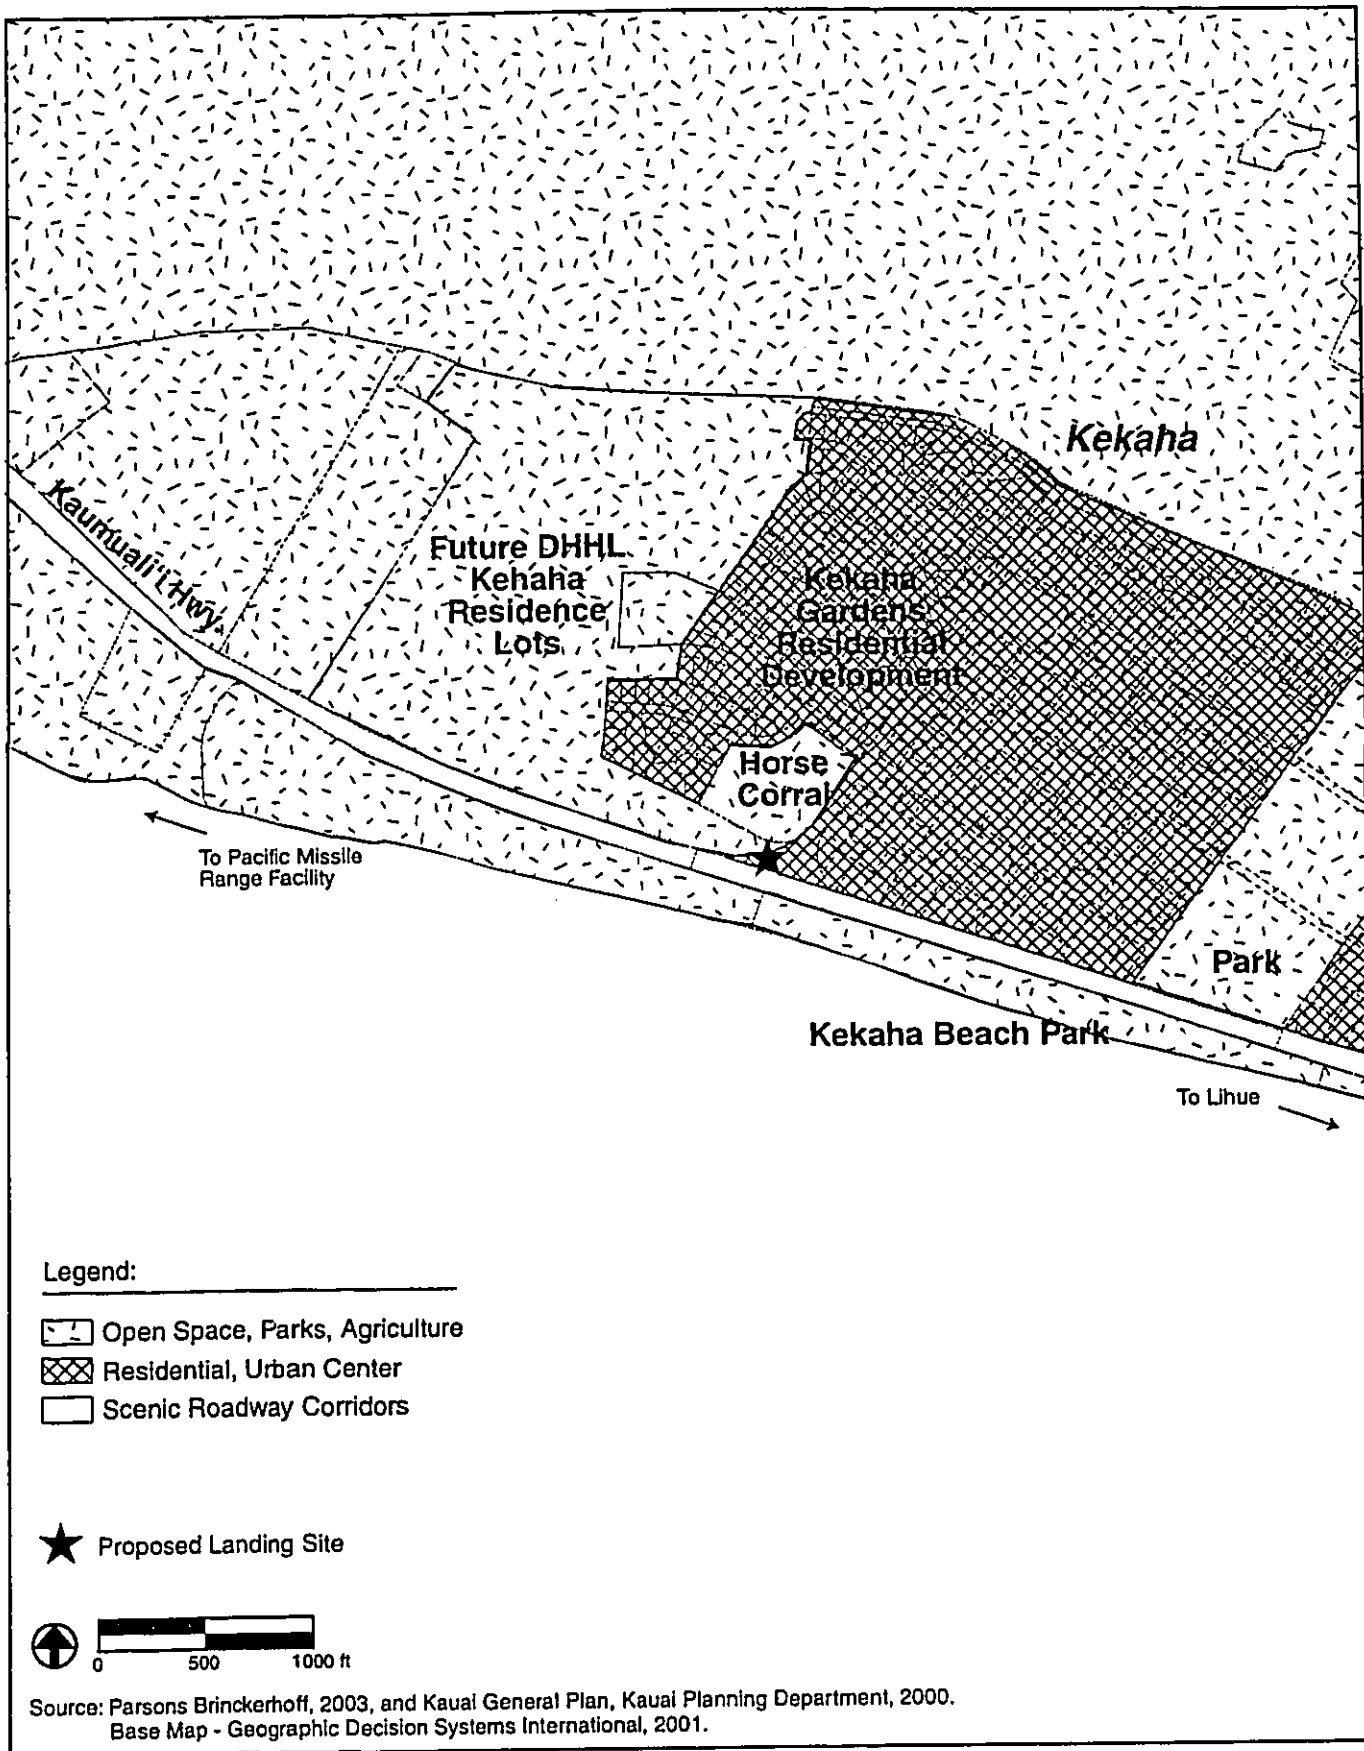 Kekaha
Kaumuali'i Hwy.
Future DHHL
Kehaha
Residence
Lots
Kekaha
Gardens
Residential
Development
Horse
Corral
To Pacific Missile
Range Facility
Park
Kekaha Beach Park
To Lihue
Legend:
Open Space, Parks, Agriculture
Residential, Urban Center
Scenic Roadway Corridors
Proposed Landing Site
0 500 1000 ft
Source: Parsons Brinckerhoff, 2003, and Kauai General Plan, Kauai Planning Department, 2000.
Base Map - Geographic Decision Systems International, 2001.